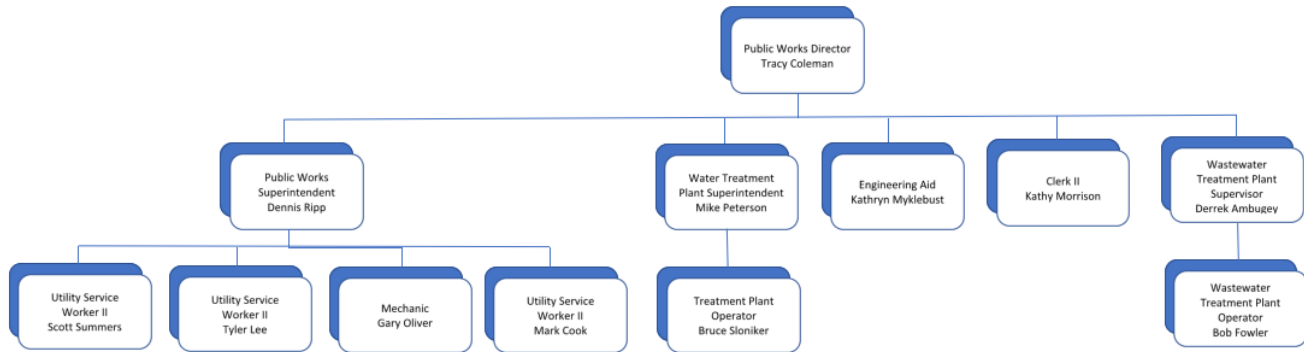 Public Works Director
Tracy Coleman
Public Works
Superintendent
Dennis Ripp
Water Treatment
Plant Superintendent
Mike Peterson
Engineering Aid
Kathryn Myklebust
Clerk II
Kathy Morrison
Wastewater
Treatment Plant
Supervisor
Derrek Ambugey
Utility Service
Worker II
Scott Summers
Utility Service
Worker II
Tyler Lee
Mechanic
Gary Oliver
Utility Service
Worker II
Mark Cook
Treatment Plant
Operator
Bruce Sloniker
Wastewater
Treatment Plant
Operator
Bob Fowler